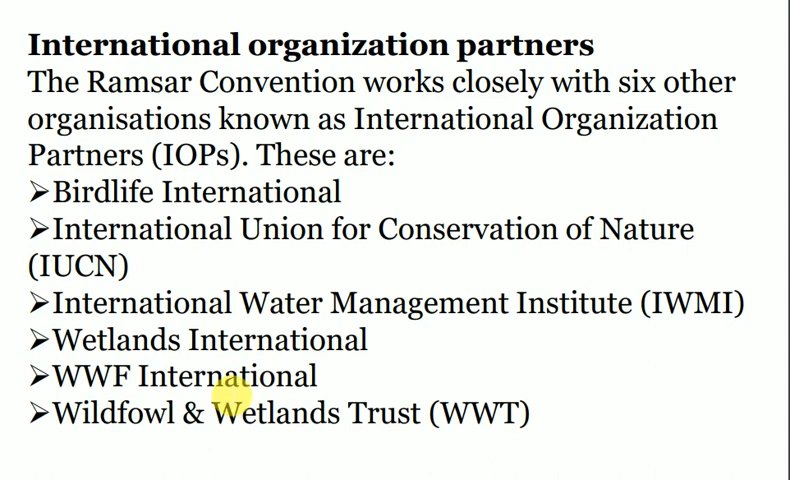 International organization partners
The Ramsar Convention works closely with six other
organisations known as International Organization
Partners (IOPs). These are:
➢Birdlife International
➢International Union for Conservation of Nature
(IUCN)
➢International Water Management Institute (IWMI)
➢Wetlands International
➢WWF International
➢Wildfowl & Wetlands Trust (WWT)